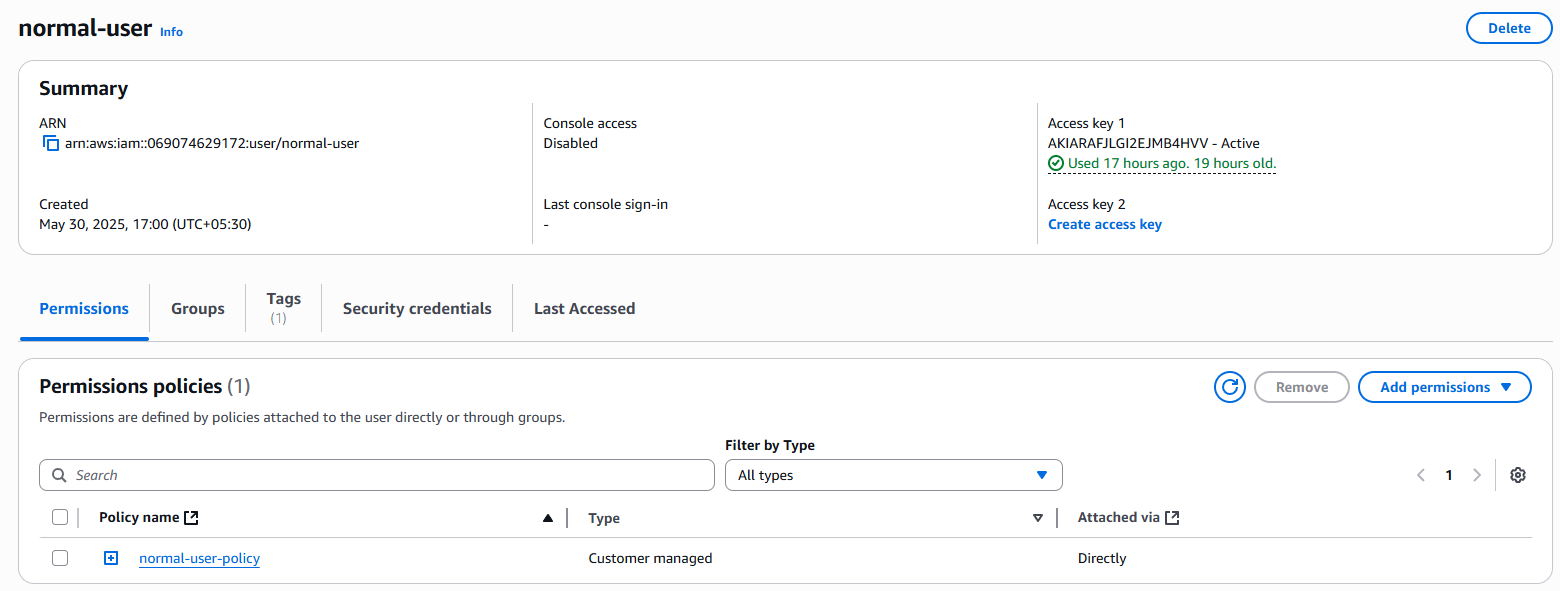 normal-user Info
Delete
Summary
ARN
arn:aws:iam::069074629172:user/normal-user
Console access
Disabled
Access key 1
AKIARAFJLGI2EJMB4HVV - Active
Used 17 hours ago. 19 hours old.
Created
May 30, 2025, 17:00 (UTC+05:30)
Last console sign-in
-
Access key 2
Create access key
Permissions
Groups
Tags
(1)
Security credentials
Last Accessed
Permissions policies (1)
Remove
Add permissions
Permissions are defined by policies attached to the user directly or through groups.
Filter by Type
Search
All types
1
Policy name
Type
Attached via
normal-user-policy
Customer managed
Directly